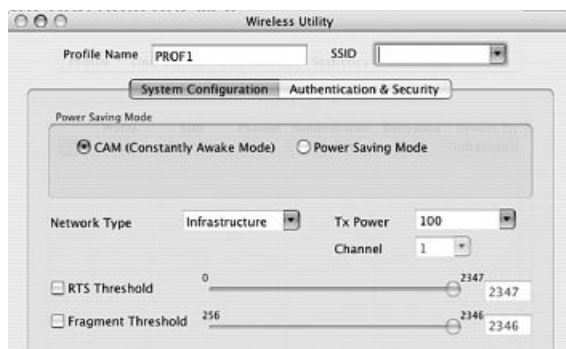 Wireless Utility
Profile Name PROF1 SSID
System Configuration Authentication & Security
Power Saving Mode
CAM (Constantly Awake Mode) Power Saving Mode
Network Type Infrastructure Tx Power 100
Channel 1
RTS Threshold 0 2347 2347
Fragment Threshold 256 2346 2346